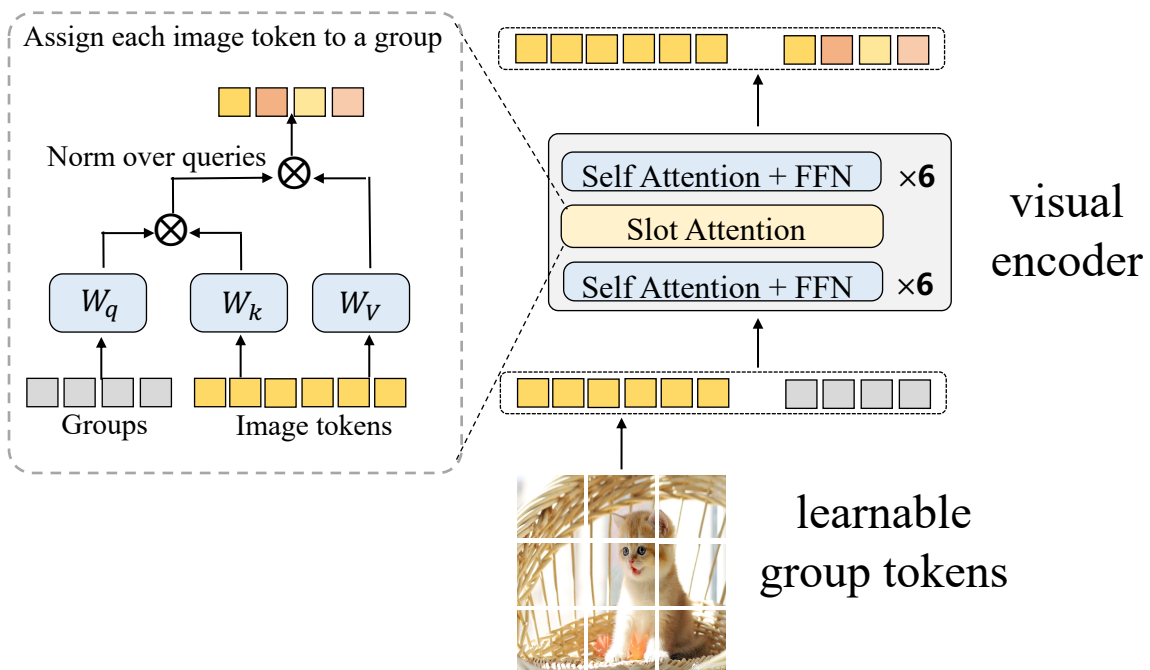 Assign each image token to a group
Norm over queries
W_q
W_k
W_V
Groups
Image tokens
Self Attention + FFN ×6
Slot Attention
Self Attention + FFN ×6
visual
encoder
learnable
group tokens